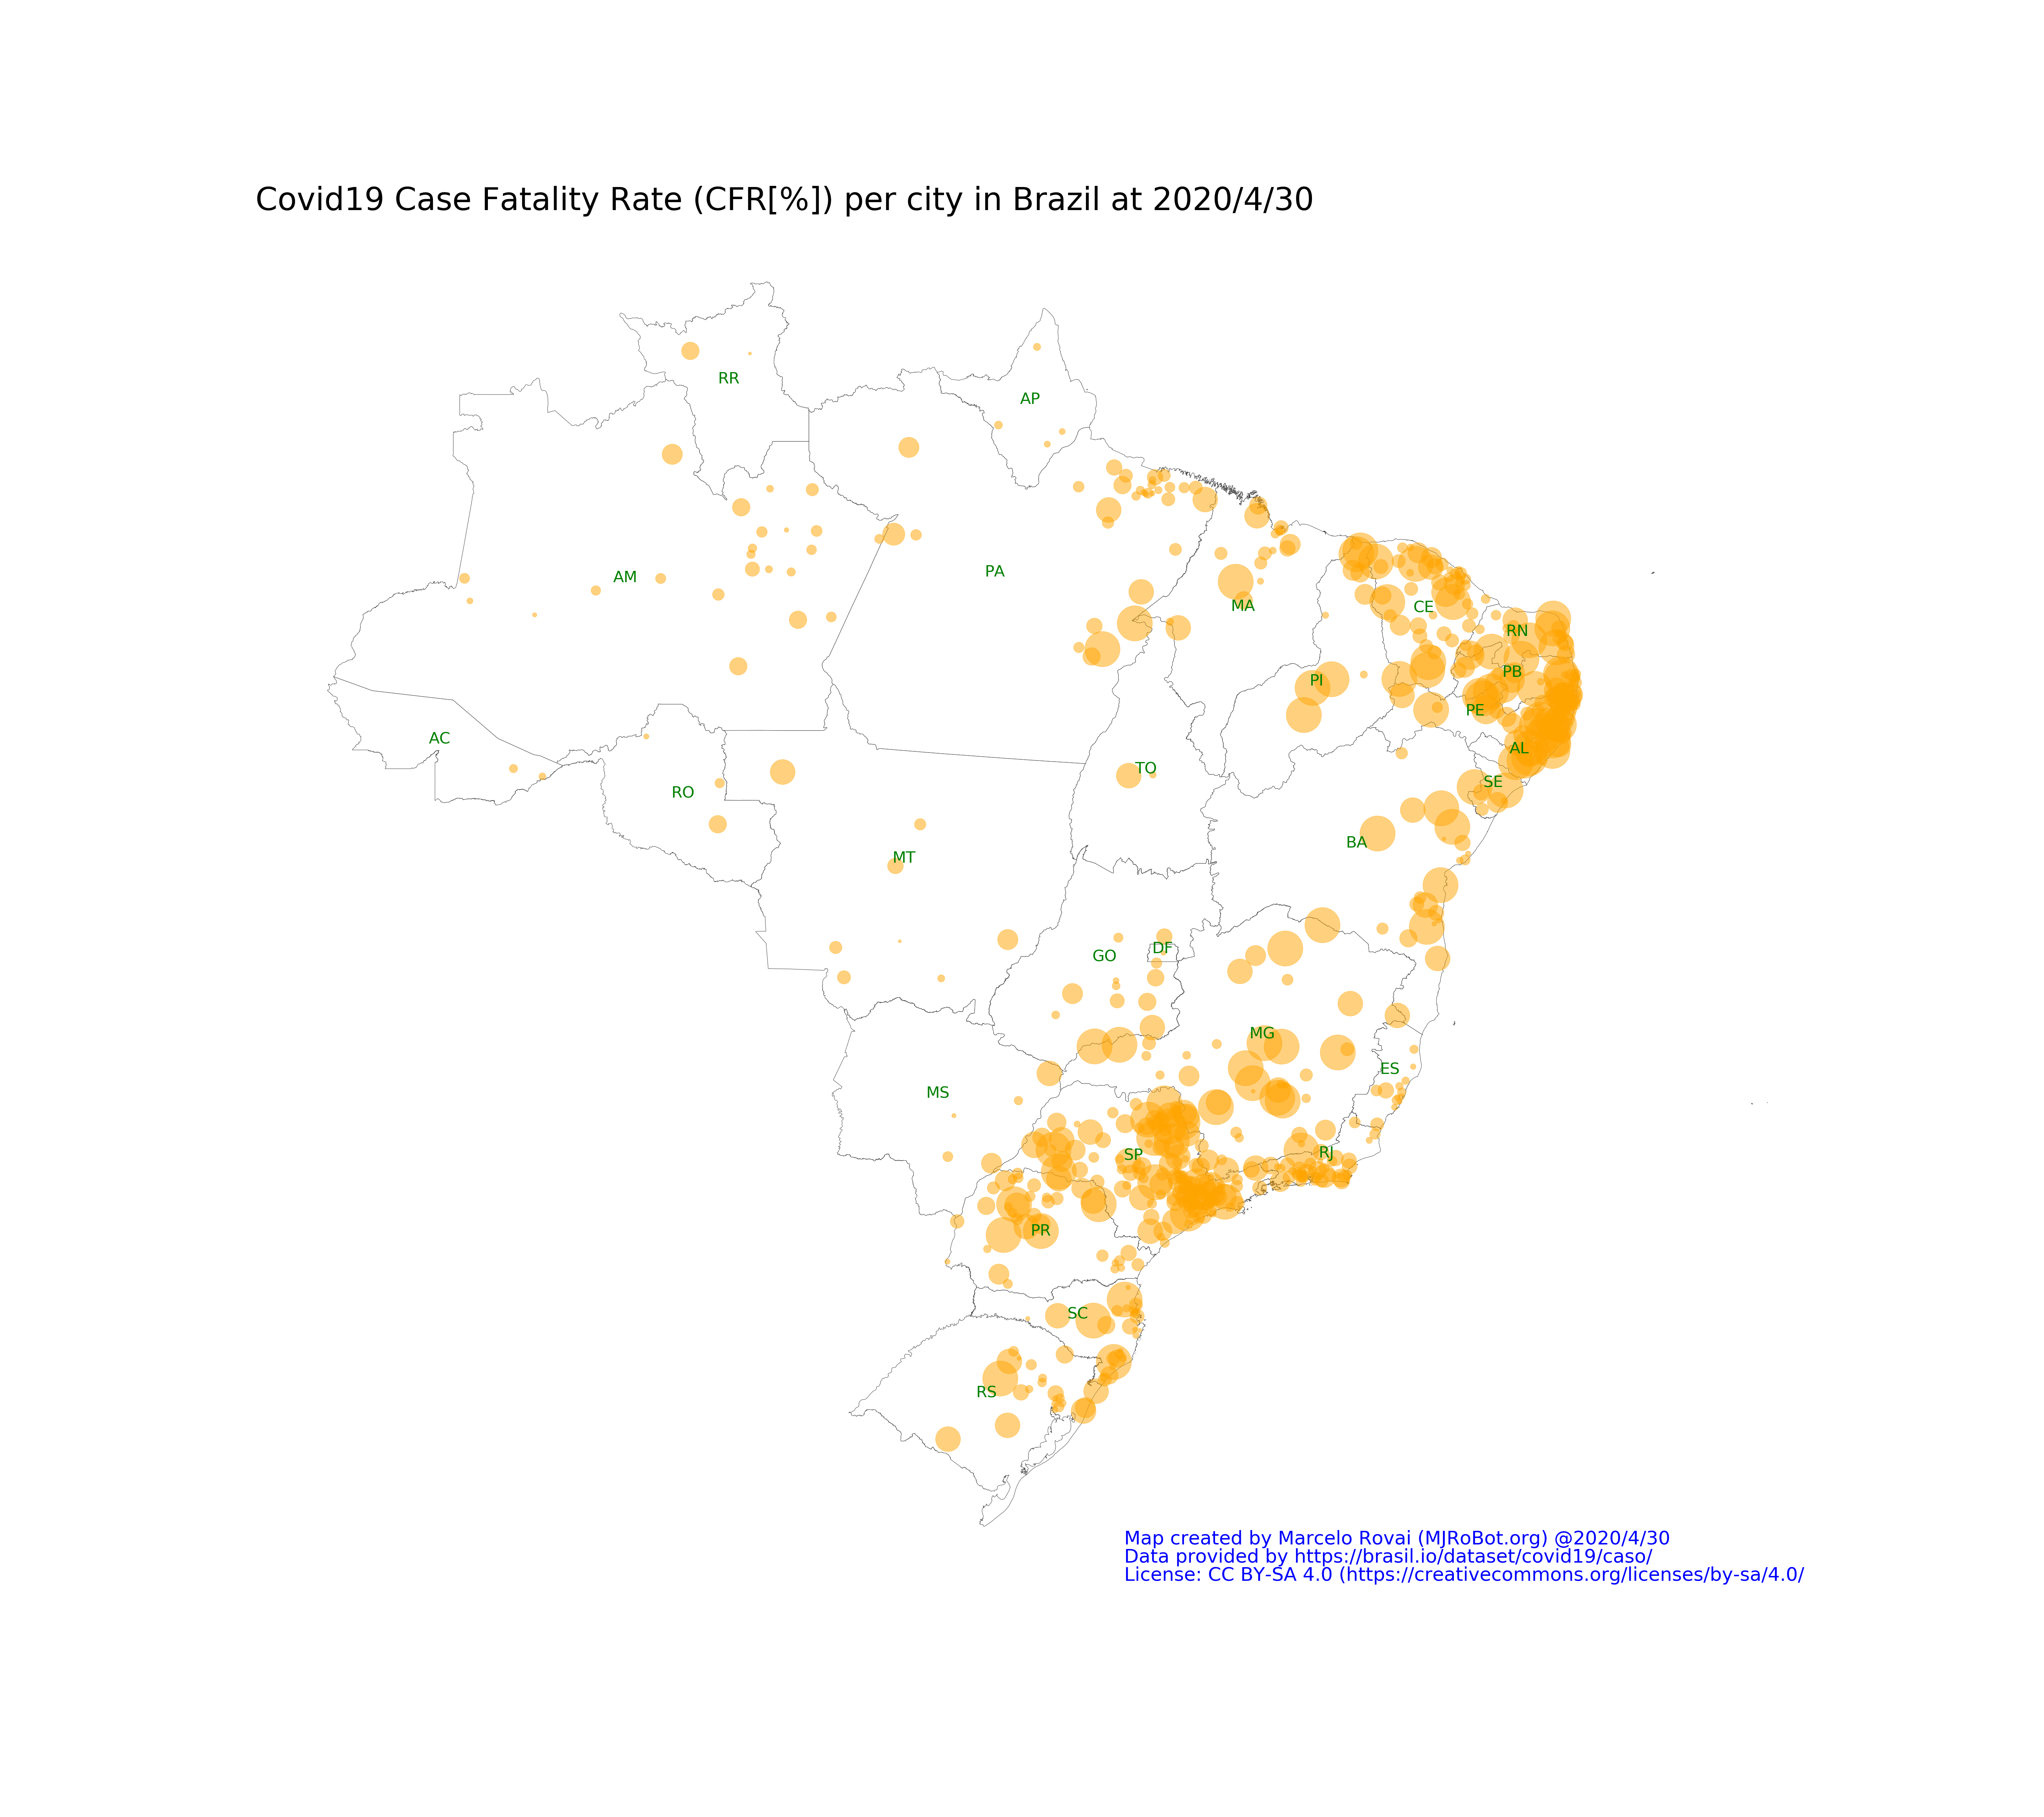 Covid19 Case Fatality Rate (CFR[%]) per city in Brazil at 2020/4/30
RR
AP
AM
PA
MA
CE
RN
PB
PI
PE
AC
AL
TO
SE
RO
BA
MT
DF
GO
MG
ES
MS
RJ
SP
PR
SC
RS
Map created by Marcelo Rovai (MJRoBot.org) @2020/4/30
Data provided by https://brasil.io/dataset/covid19/caso/
License: CC BY-SA 4.0 (https://creativecommons.org/licenses/by-sa/4.0/